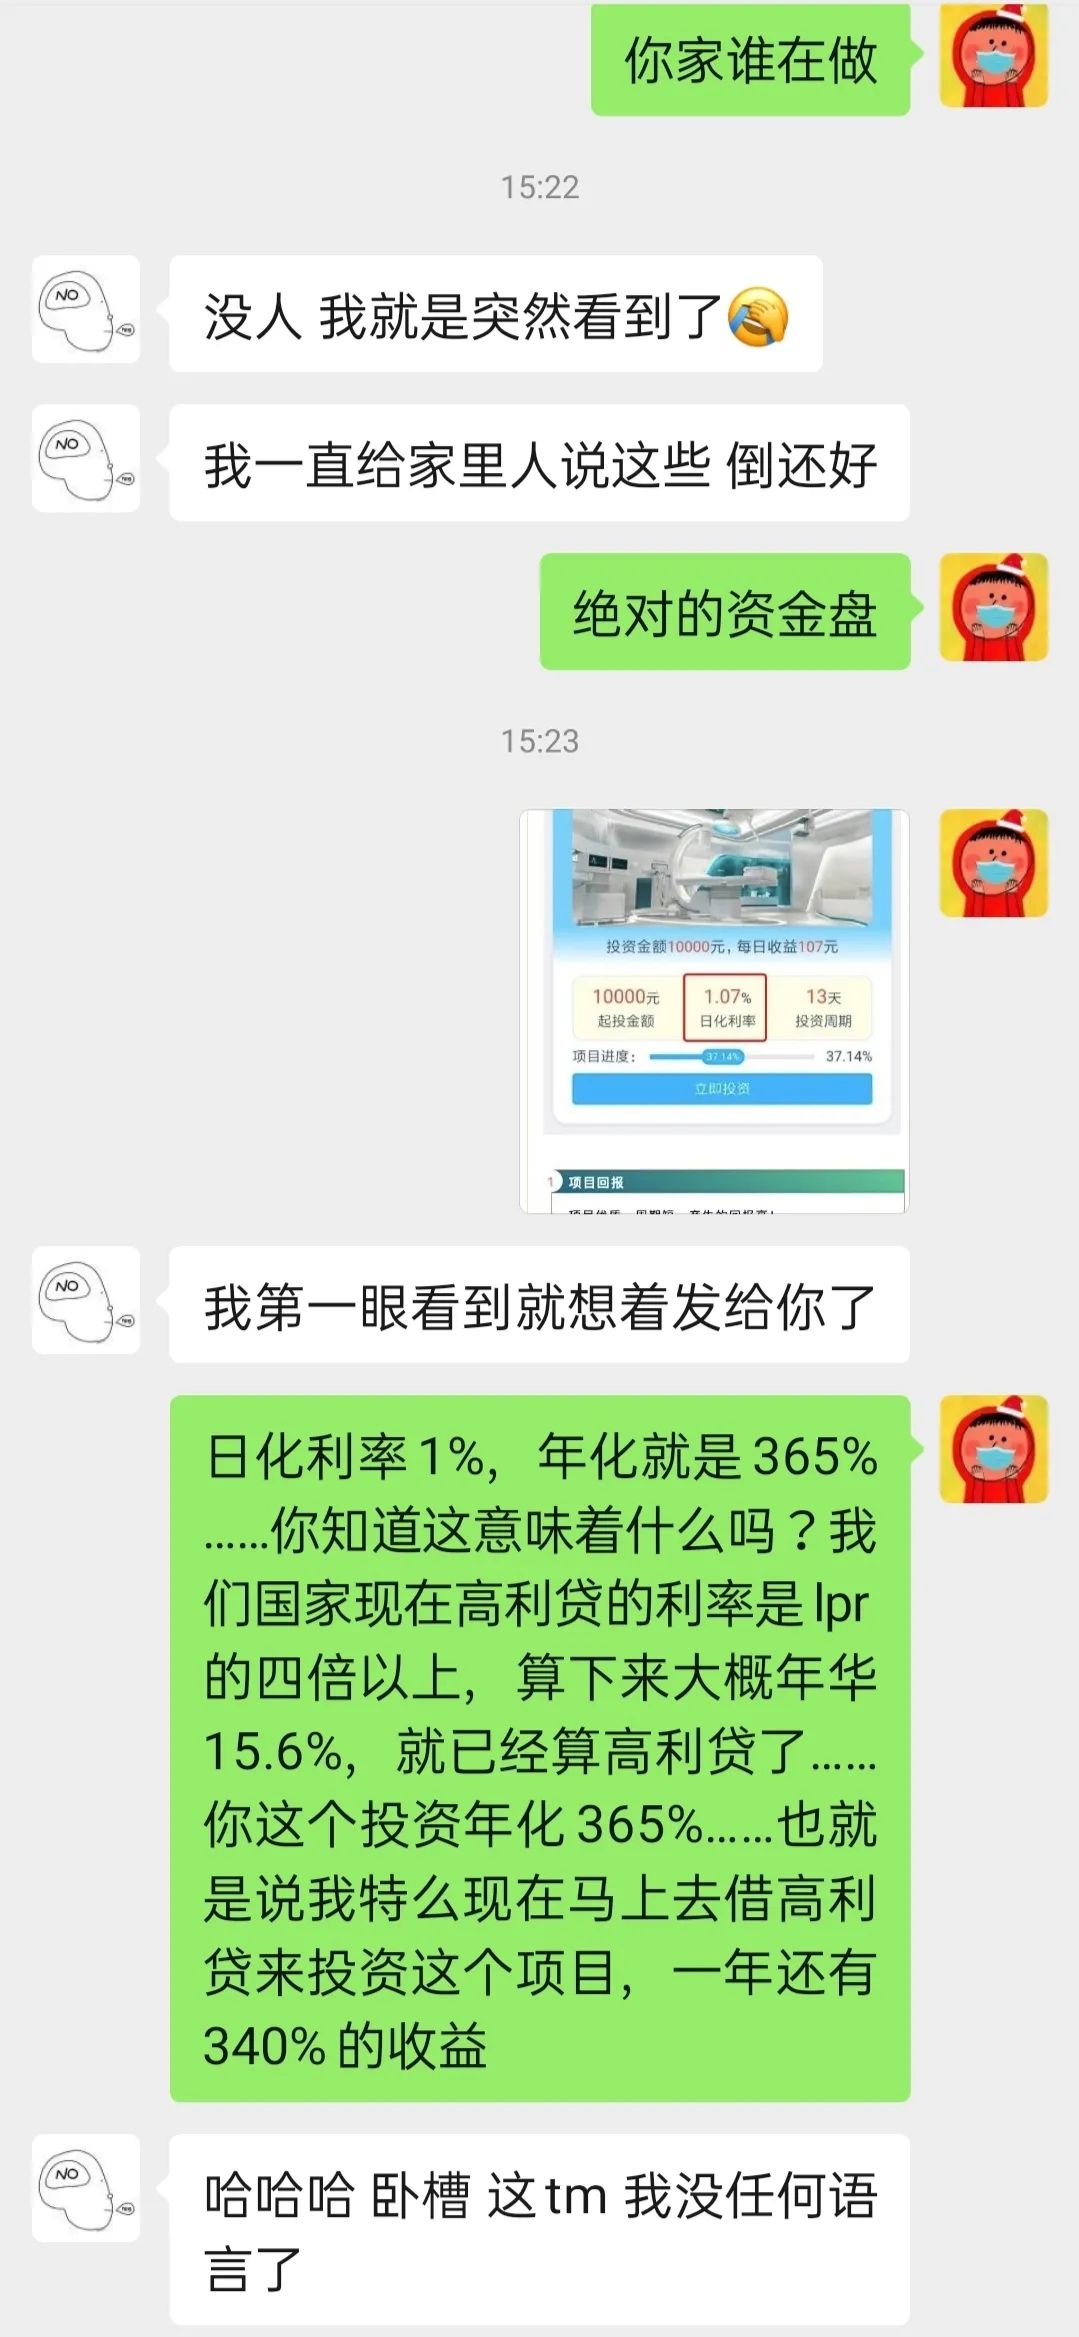 你家谁在做
15:22
NO
没人 我就是突然看到了🤦
NO
我一直给家里人说这些 倒还好
绝对的资金盘
15:23
投资金额10000元，每日收益107元
10000元 1.07% 13天
起投金额 日化利率 投资周期
项目进度： 37.14% 37.14%
立即投资
1 项目回报
NO
我第一眼看到就想着发给你了
日化利率1%，年化就是365%
……你知道这意味着什么吗？我
们国家现在高利贷的利率是lpr
的四倍以上，算下来大概年华
15.6%，就已经算高利贷了……
你这个投资年化365%……也就
是说我特么现在马上去借高利
贷来投资这个项目，一年还有
340%的收益
NO
哈哈哈 卧槽 这tm 我没任何语
言了